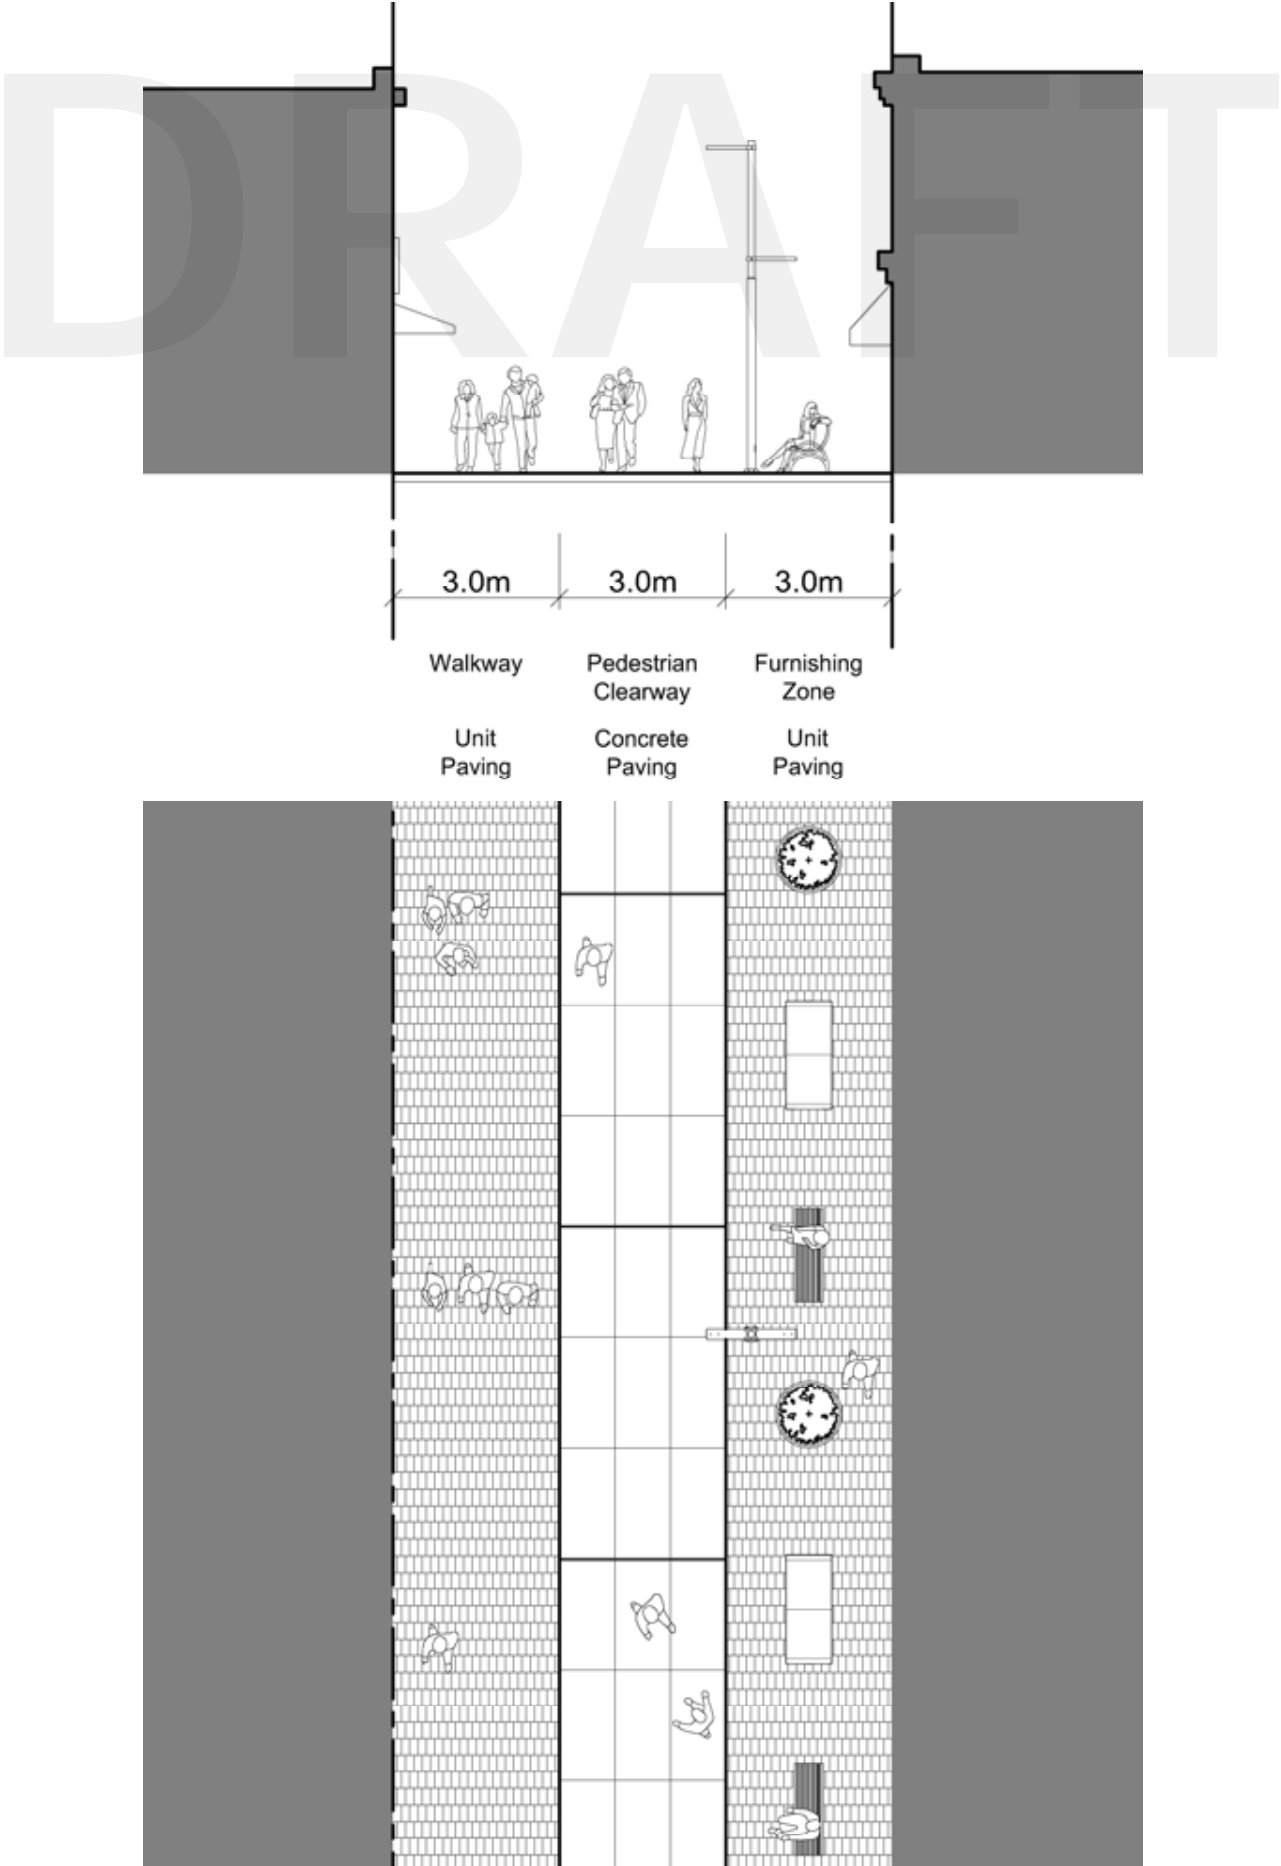 DRAFT
3.0m 3.0m 3.0m
Walkway Pedestrian Furnishing
Clearway Zone
Unit Concrete Unit
Paving Paving Paving